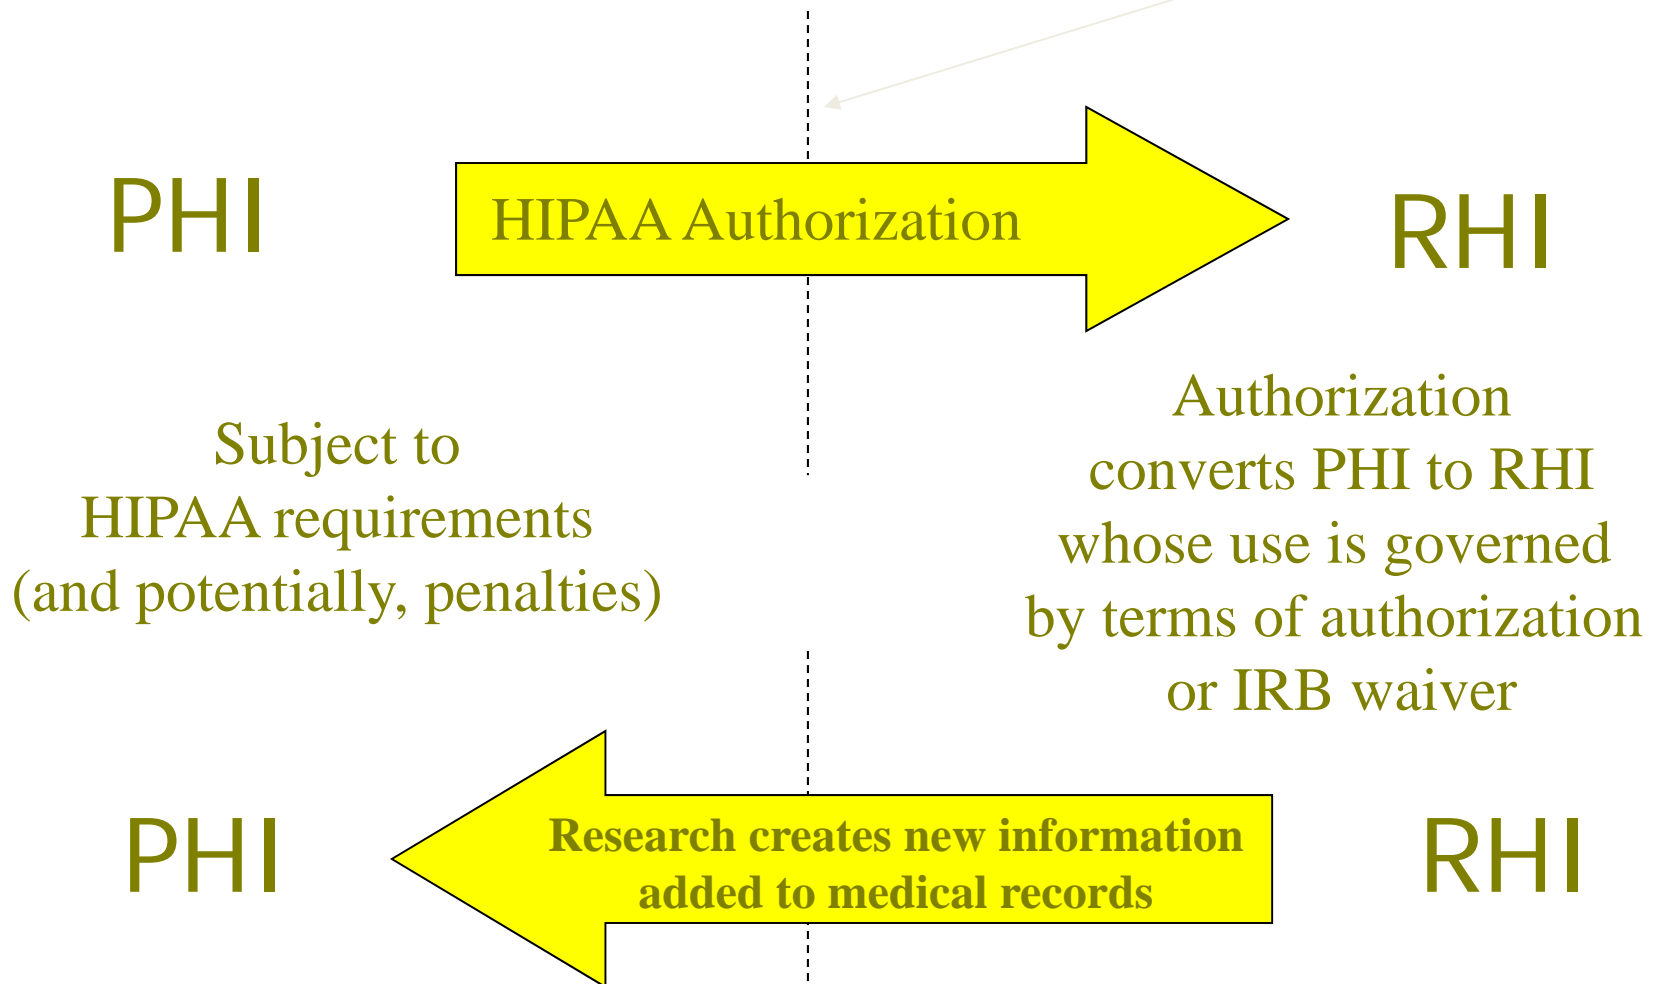 PHI
HIPAA Authorization
RHI
Subject to
HIPAA requirements
(and potentially, penalties)
Authorization
converts PHI to RHI
whose use is governed
by terms of authorization
or IRB waiver
PHI
Research creates new information
added to medical records
RHI